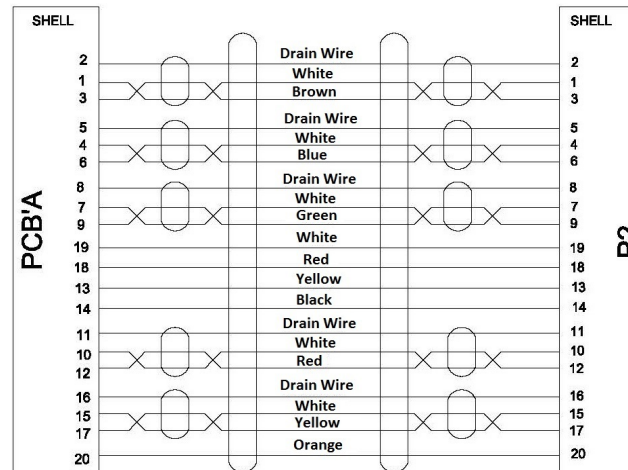 SHELL SHELL
2 Drain Wire 2
1 White 1
3 Brown 3
5 Drain Wire 5
4 White 4
6 Blue 6
8 Drain Wire 8
7 White 7
9 Green 9
19 White 19
18 Red 18
13 Yellow 13
14 Black 14
11 Drain Wire 11
10 White 10
12 Red 12
16 Drain Wire 16
15 White 15
17 Yellow 17
20 Orange 20
PCB'A